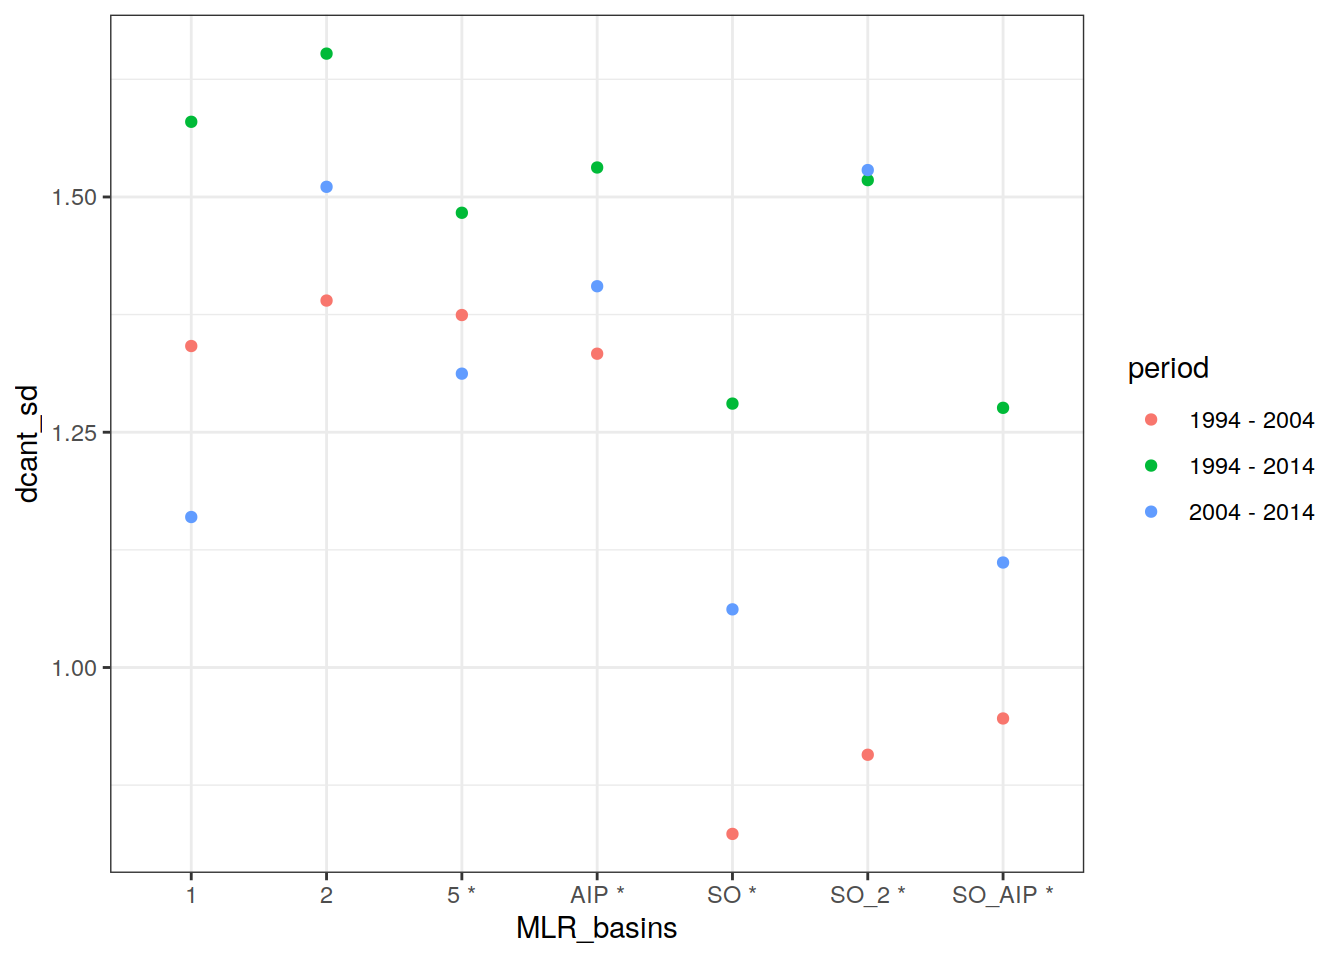 1.50
1.25
1.00
dcant_sd
1
2
5 *
AIP *
SO *
SO_2 *
SO_AIP *
MLR_basins
period
1994 - 2004
1994 - 2014
2004 - 2014